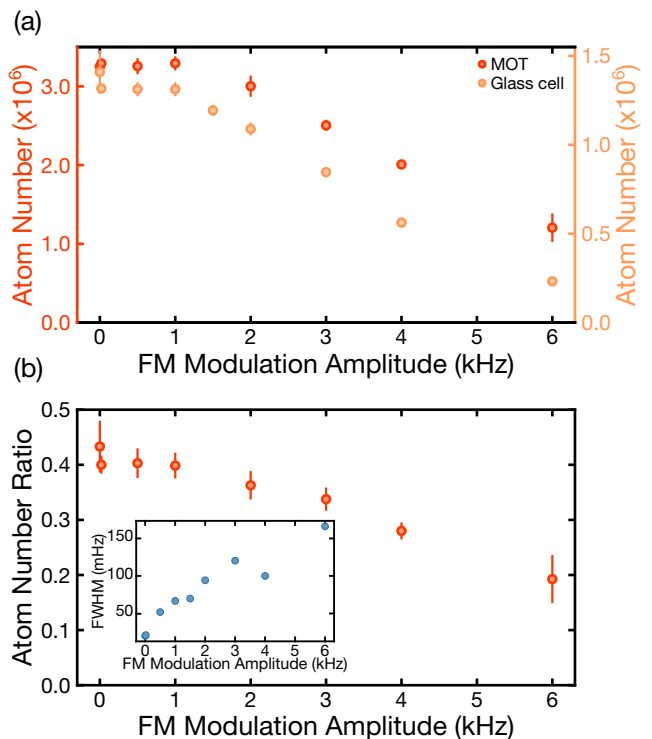 (a)
Atom Number (x10⁶)
3.0
2.0
1.0
0.0
MOT
Glass cell
1.5
1.0
0.5
0.0
Atom Number (x10⁶)
0 1 2 3 4 5 6
FM Modulation Amplitude (kHz)
(b)
Atom Number Ratio
0.5
0.4
0.3
0.2
0.1
0.0
FWHM (mHz)
150
100
50
0 1 2 3 4 5 6
FM Modulation Amplitude (kHz)
0 1 2 3 4 5 6
FM Modulation Amplitude (kHz)